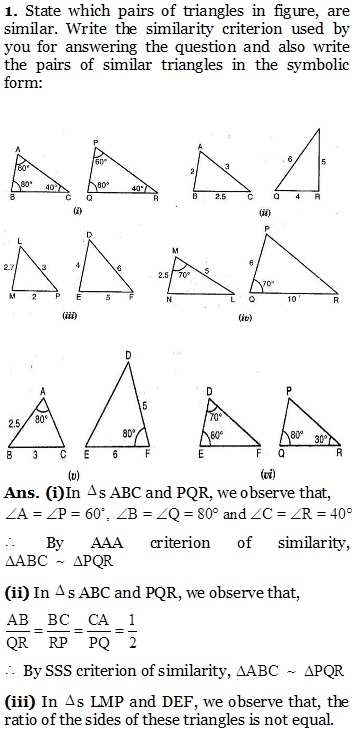 1. State which pairs of triangles in figure, are
similar. Write the similarity criterion used by
you for answering the question and also write
the pairs of similar triangles in the symbolic
form:
A
60°
80° 40°
B C
P
60°
80° 40°
Q R
(i)
A
2 3
B 2.5 C
6 5
Q 4 R
(ii)
L
2.7 3
M 2 P
D
4 6
E 5 F
(iii)
M
2.5 70° 5
N L
P
6
70°
Q 10 R
(iv)
A
2.5 80°
B 3 C
D
5
80°
E 6 F
(v)
D
70°
80°
E F
P
80° 30°
Q R
(vi)
Ans. (i)In Δs ABC and PQR, we observe that,
∠A = ∠P = 60°, ∠B = ∠Q = 80° and ∠C = ∠R = 40°
∴ By AAA criterion of similarity,
ΔABC ~ ΔPQR
(ii) In Δs ABC and PQR, we observe that,
AB/QR = BC/RP = CA/PQ = 1/2
∴ By SSS criterion of similarity, ΔABC ~ ΔPQR
(iii) In Δs LMP and DEF, we observe that, the
ratio of the sides of these triangles is not equal.